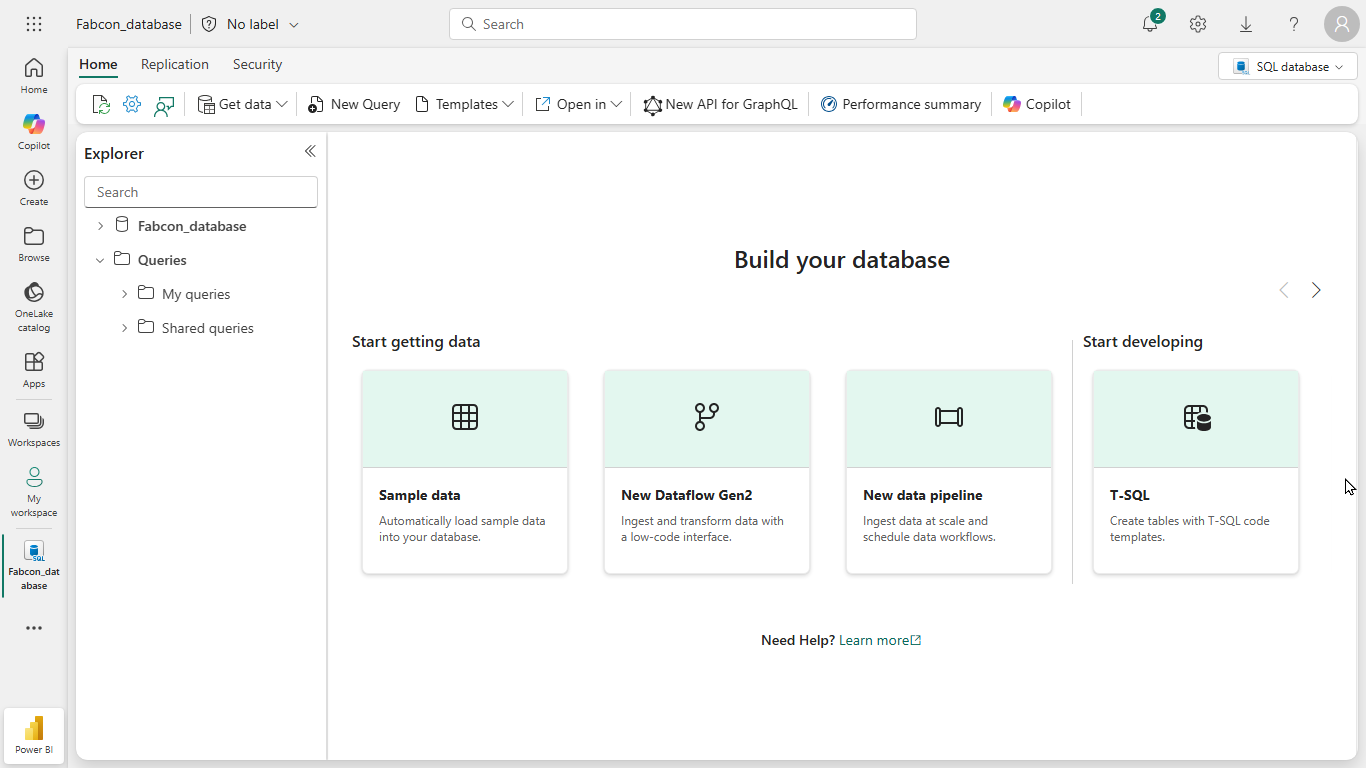 Fabcon_database
No label
Search
2
Home
Replication
Security
SQL database
Get data
New Query
Templates
Open in
New API for GraphQL
Performance summary
Copilot
Home
Copilot
Create
Browse
OneLake
catalog
Apps
Workspaces
My
workspace
SQL
Fabcon_dat
abase
Power BI
Explorer
Search
Fabcon_database
Queries
My queries
Shared queries
Build your database
Start getting data
Start developing
Sample data
Automatically load sample data
into your database.
New Dataflow Gen2
Ingest and transform data with
a low-code interface.
New data pipeline
Ingest data at scale and
schedule data workflows.
T-SQL
Create tables with T-SQL code
templates.
Need Help? Learn more